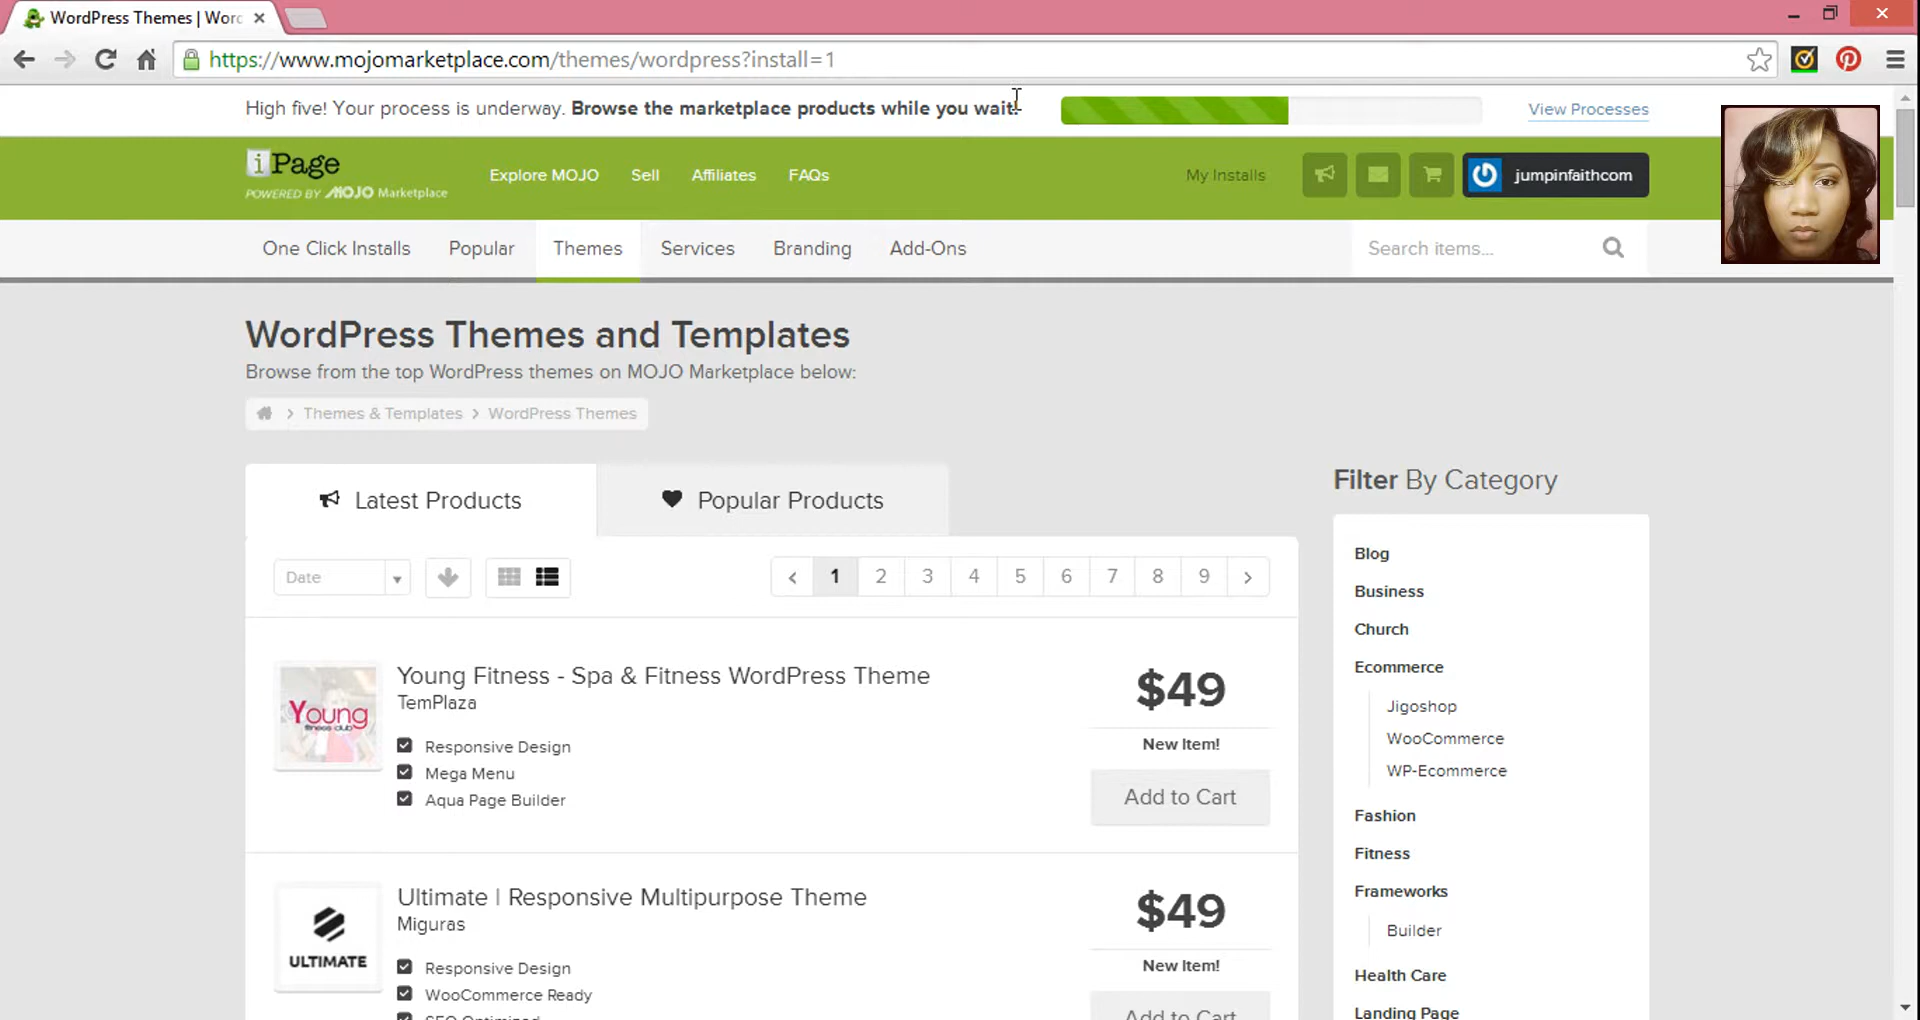 WordPress Themes | Worc
https://www.mojomarketplace.com/themes/wordpress?install=1
High five! Your process is underway. Browse the marketplace products while you wait!
View Processes
iPage
POWERED BY MOJO Marketplace
Explore MOJO Sell Affiliates FAQs
My Installs
jumpinfaithcom
One Click Installs Popular Themes Services Branding Add-Ons
Search items...
WordPress Themes and Templates
Browse from the top WordPress themes on MOJO Marketplace below:
> Themes & Templates > WordPress Themes
Latest Products
Popular Products
Filter By Category
Date
‹ 1 2 3 4 5 6 7 8 9 ›
Young Fitness - Spa & Fitness WordPress Theme
TemPlaza
Responsive Design
Mega Menu
Aqua Page Builder
Young
fitness club
$49
New Item!
Add to Cart
Ultimate | Responsive Multipurpose Theme
Miguras
Responsive Design
WooCommerce Ready
SEO Optimized
ULTIMATE
$49
New Item!
Add to Cart
Blog
Business
Church
Ecommerce
Jigoshop
WooCommerce
WP-Ecommerce
Fashion
Fitness
Frameworks
Builder
Health Care
Landing Page